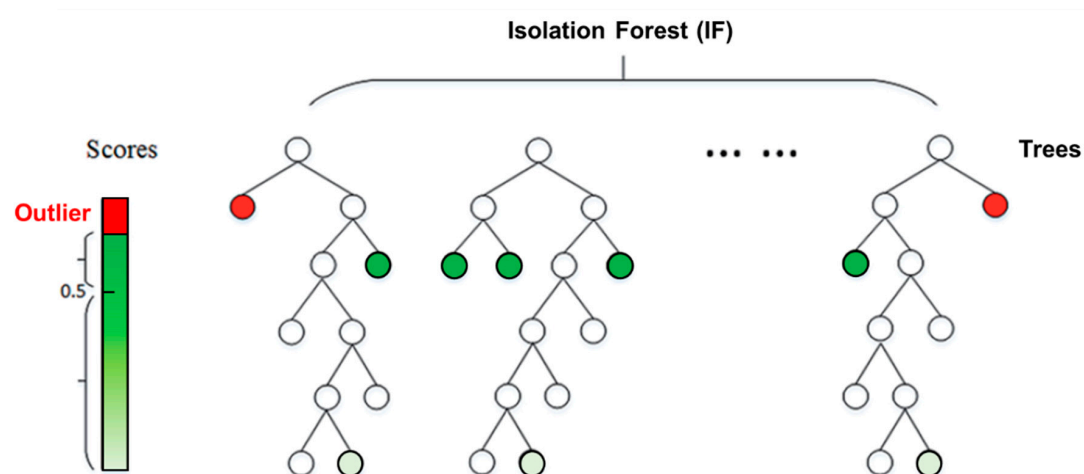 Isolation Forest (IF)
Scores
... ...
Trees
Outlier
0.5